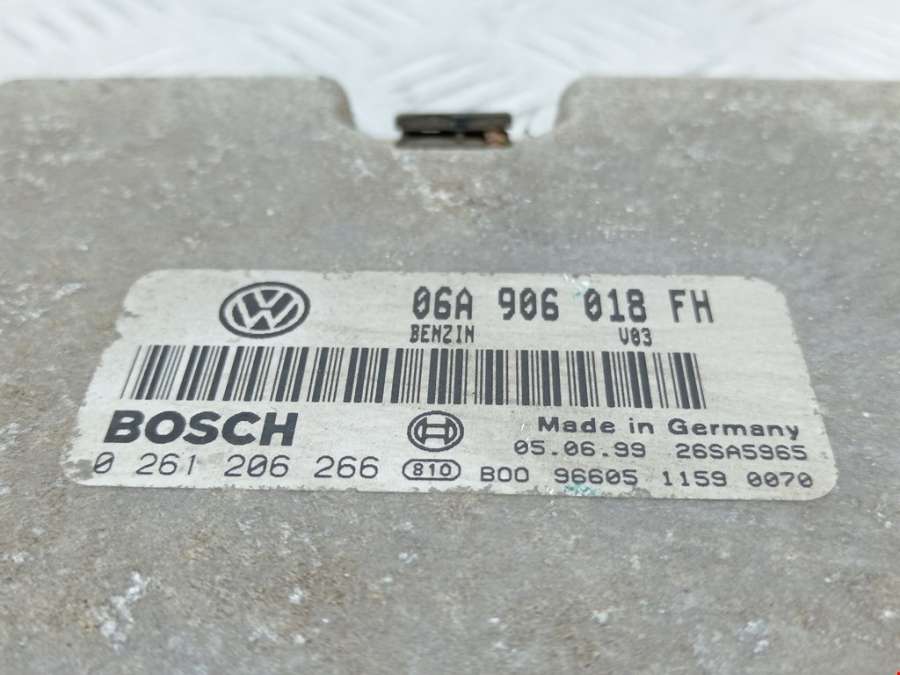 06A 906 018 FH
BENZIN V03
BOSCH Made in Germany
05.06.99 26SA5965
0 261 206 266 810 B00 96605 1159 0070